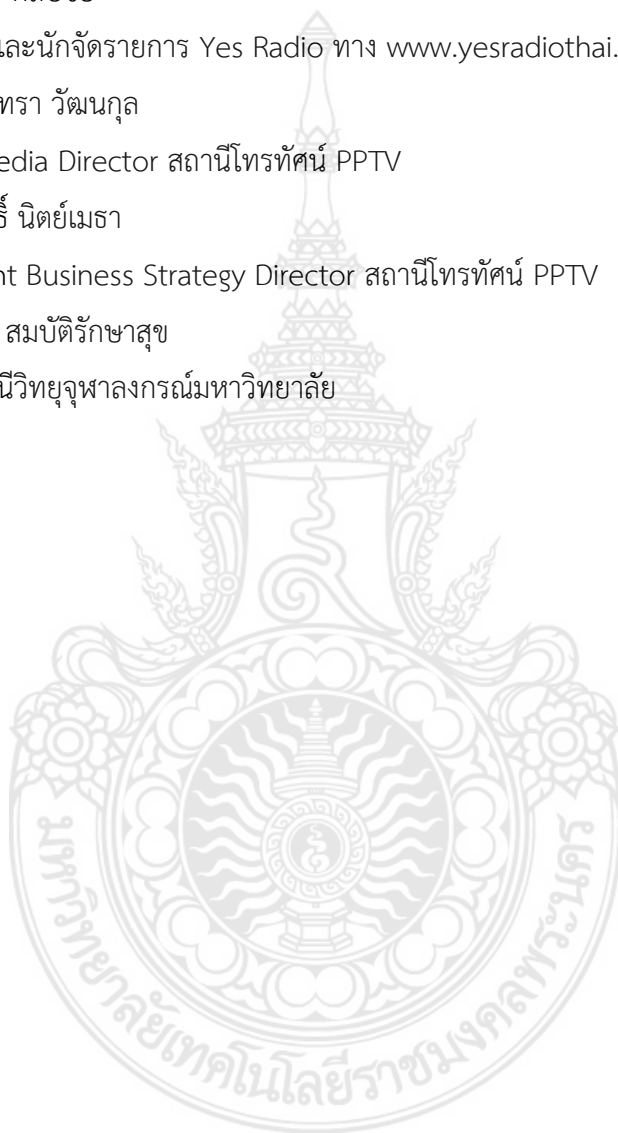 และนักจัดรายการ Yes Radio ทาง www.yesradiothai.
ทรา วัฒนกุล
edia Director สถานีโทรทัศน์ PPTV
ธิ์ นิตย์เมธา
nt Business Strategy Director สถานีโทรทัศน์ PPTV
สมบัติรักษาสุข
นีวิทยุจุฬาลงกรณ์มหาวิทยาลัย
มหาวิทยาลัยเทคโนโลยีราชมงคลพระนคร